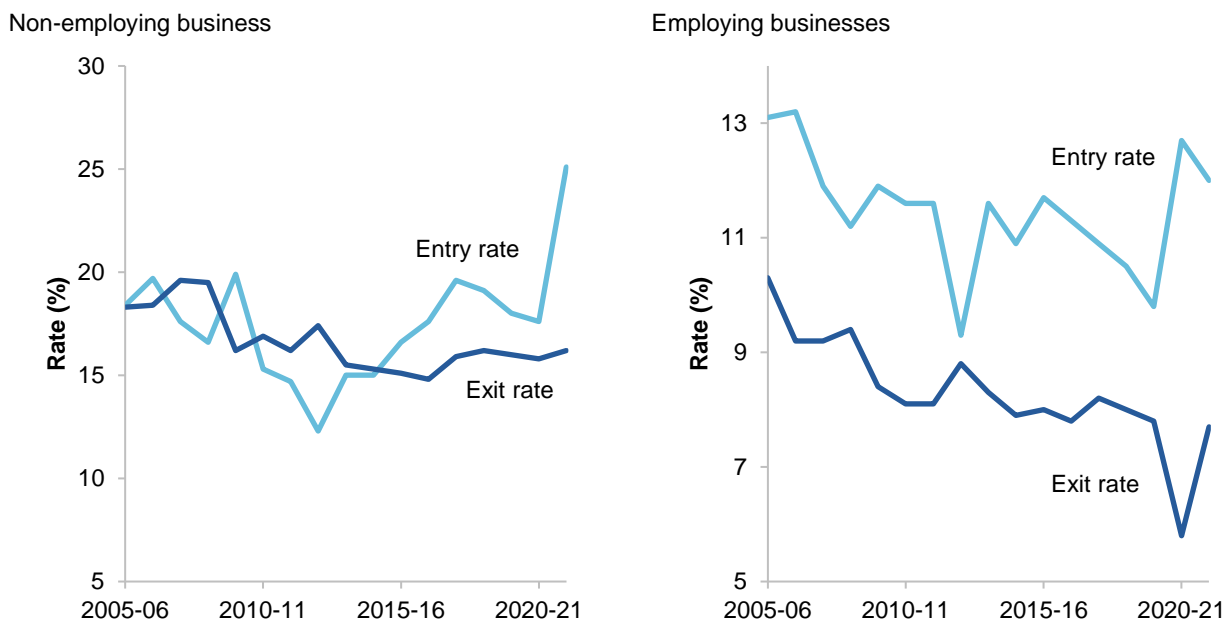 Non-employing business
Rate (%)
30
25
20
15
10
5
Entry rate
Exit rate
2005-06 2010-11 2015-16 2020-21
Employing businesses
Rate (%)
13
11
9
7
5
Entry rate
Exit rate
2005-06 2010-11 2015-16 2020-21